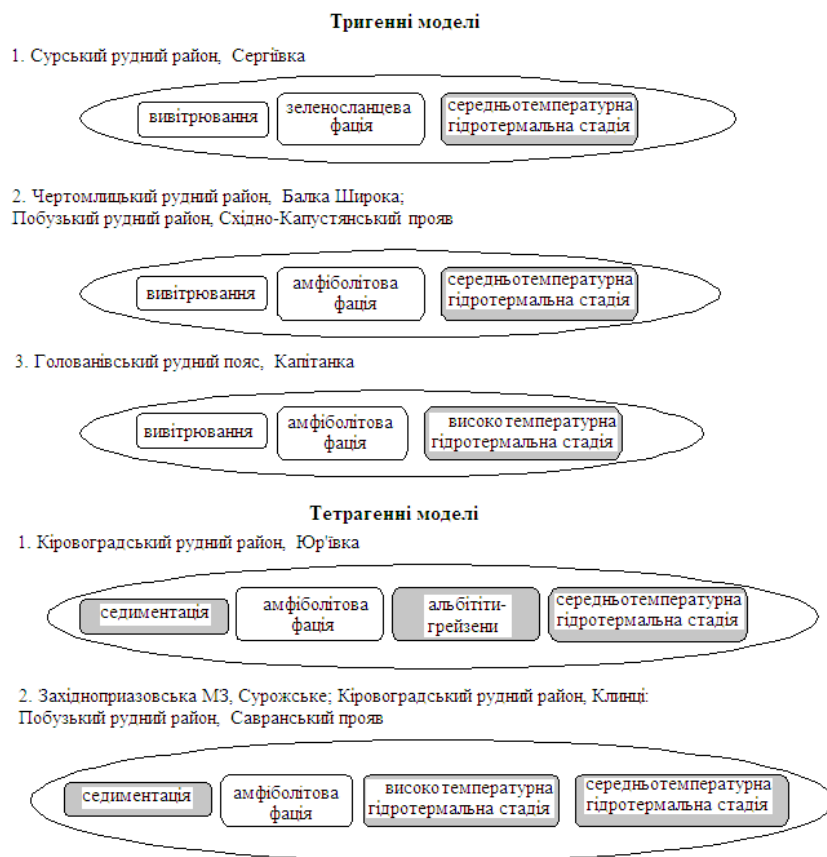 Тригенні моделі
1. Сурський рудний район, Сергіївка
вивітрювання
зеленосланцева
фація
середньотемпературна
гідротермальна стадія
2. Чертомлицький рудний район, Балка Широка;
Побузький рудний район, Східно-Капустянський прояв
вивітрювання
амфіболітова
фація
середньотемпературна
гідротермальна стадія
3. Голованівський рудний пояс, Капітанка
вивітрювання
амфіболітова
фація
високотемпературна
гідротермальна стадія
Тетрагенні моделі
1. Кіровоградський рудний район, Юр'ївка
седиментація
амфіболітова
фація
альбітіти-
грейзени
середньотемпературна
гідротермальна стадія
2. Західноприазовська МЗ, Сурожське; Кіровоградський рудний район, Клинці:
Побузький рудний район, Савранський прояв
седиментація
амфіболітова
фація
високотемпературна
гідротермальна стадія
середньотемпературна
гідротермальна стадія